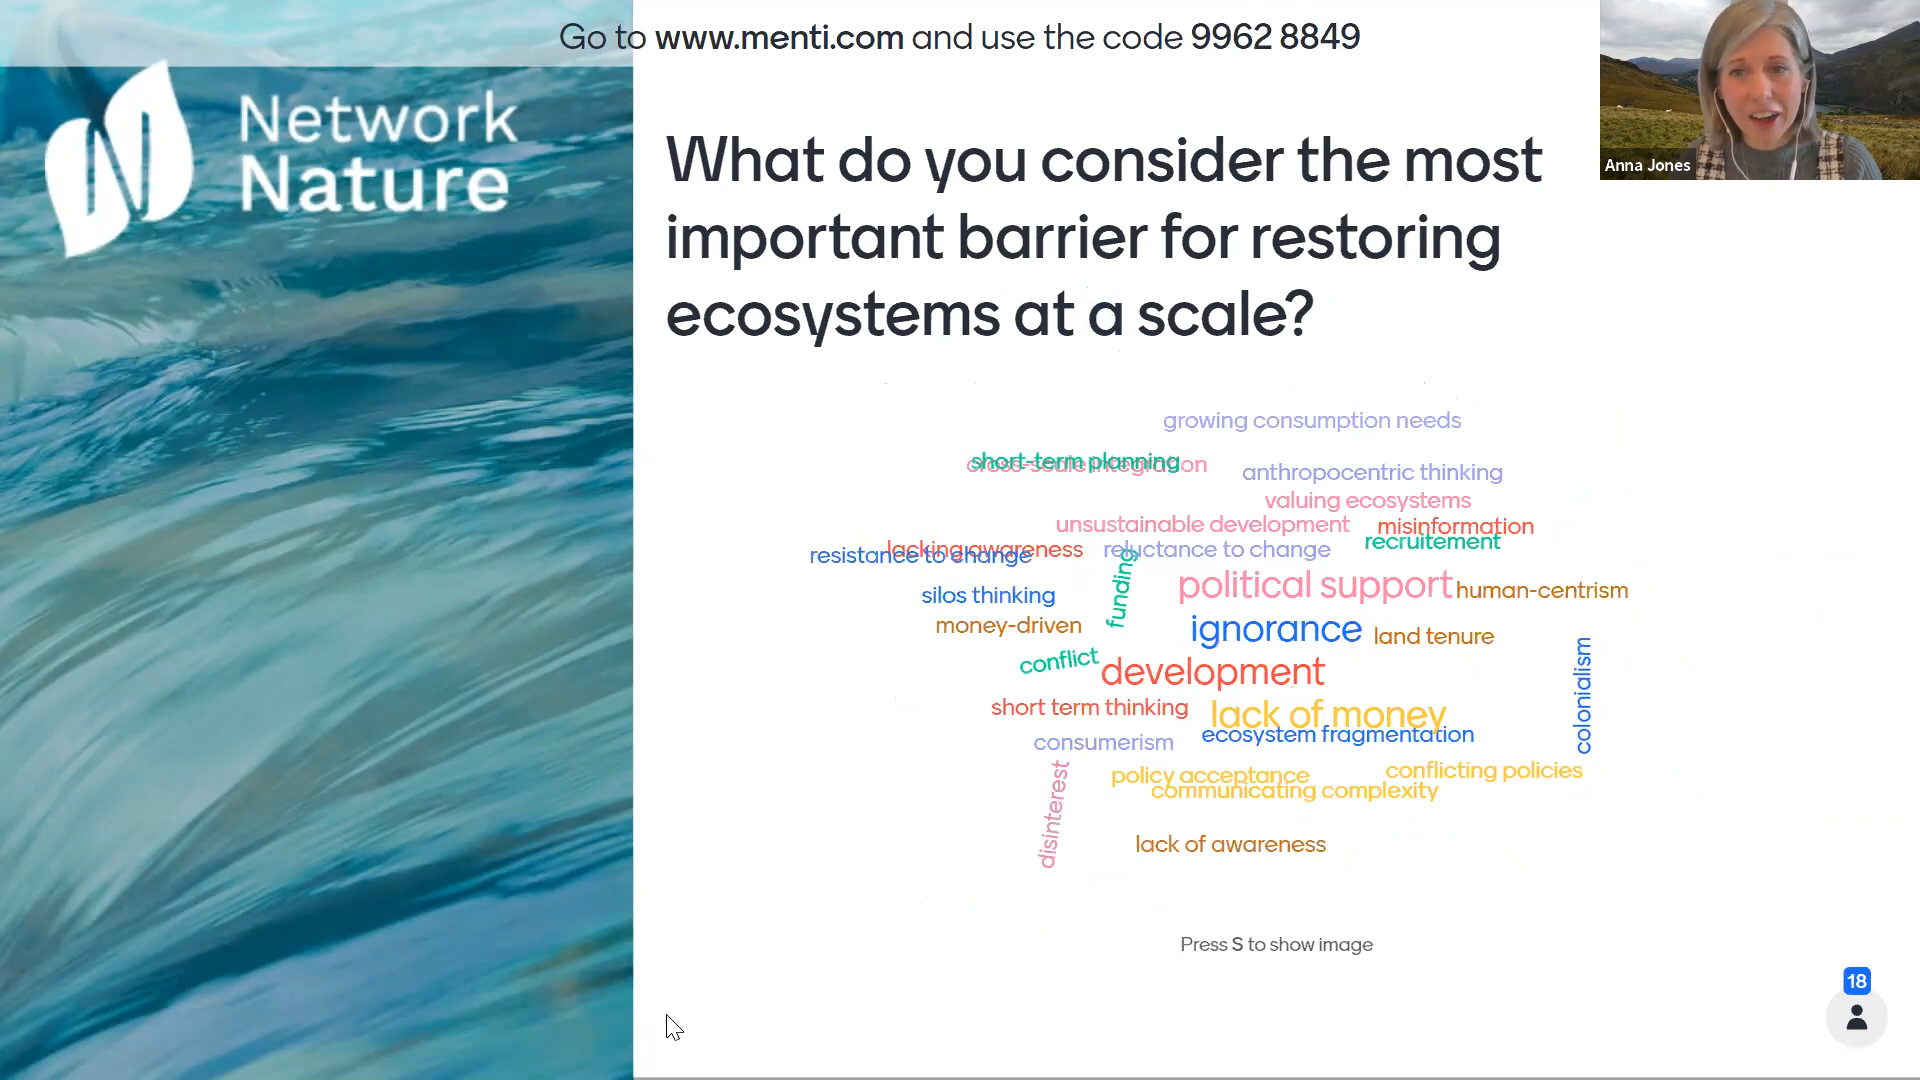 Go to www.menti.com and use the code 9962 8849
Network
Nature
Anna Jones
What do you consider the most
important barrier for restoring
ecosystems at a scale?
growing consumption needs
short-term planning
cross-scale integration
anthropocentric thinking
valuing ecosystems
unsustainable development
misinformation
recruitement
lacking awareness
resistance to change
reluctance to change
funding
political support
human-centrism
silos thinking
money-driven
ignorance
land tenure
conflict
development
colonialism
short term thinking
lack of money
ecosystem fragmentation
consumerism
disinterest
policy acceptance
conflicting policies
communicating complexity
lack of awareness
Press S to show image
18